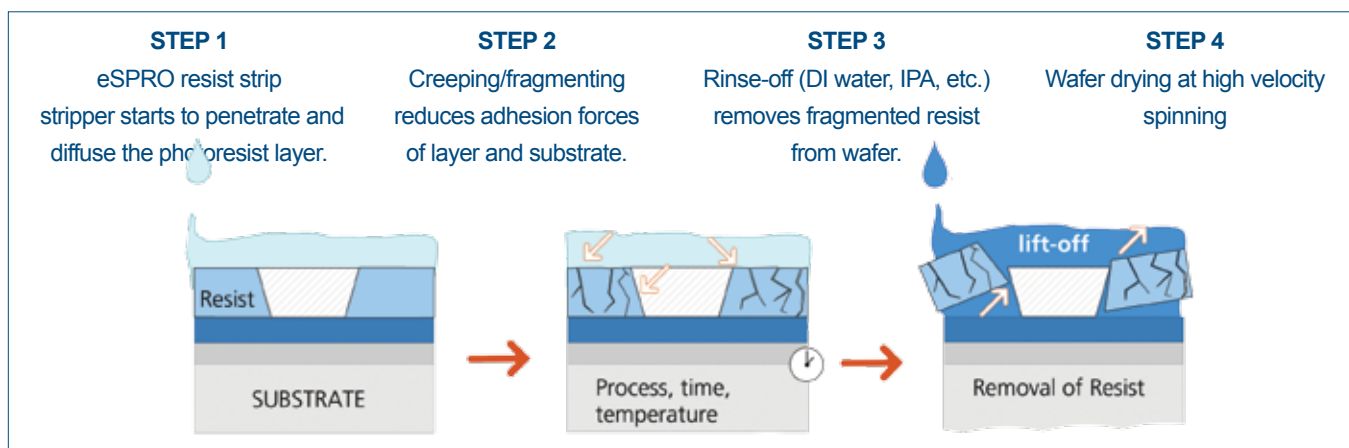 STEP 1
eSPRO resist strip
stripper starts to penetrate and
diffuse the photoresist layer.
STEP 2
Creeping/fragmenting
reduces adhesion forces
of layer and substrate.
STEP 3
Rinse-off (DI water, IPA, etc.)
removes fragmented resist
from wafer.
STEP 4
Wafer drying at high velocity
spinning
Resist
SUBSTRATE
Process, time,
temperature
lift-off
Removal of Resist